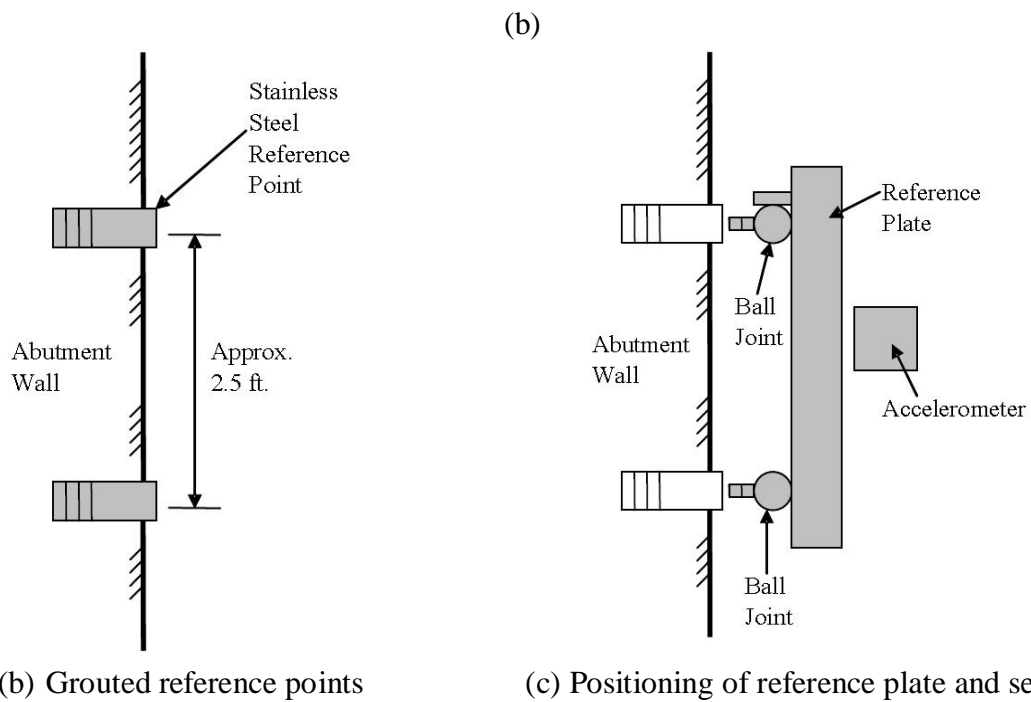 (b)
Stainless
Steel
Reference
Point
Abutment
Wall
Approx.
2.5 ft.
Reference
Plate
Ball
Joint
Abutment
Wall
Accelerometer
Ball
Joint
(b) Grouted reference points
(c) Positioning of reference plate and se